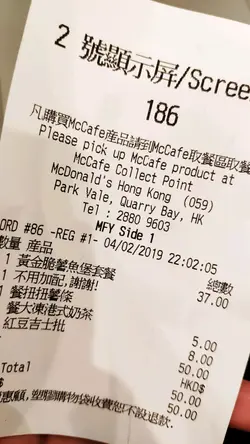 2 號顯示屏/Scree
186
凡購買McCafe産品請到McCafe取餐區取餐
Please pick up McCafe product at
McCafe Collect Point
McDonald's Hong Kong (059)
Park Vale, Quarry Bay, HK
Tel : 2880 9603
MFY Side 1
ORD #86 -REG #1- 04/02/2019 22:02:05
數量 産品 總數
1 黃金脆薯魚堡套餐 37.00
1 不用加配,謝謝!
1 餐扭扭薯條 5.00
餐大凍港式奶茶 8.00
紅豆吉士批
50.00
HKD$
Total 50.00
50.00